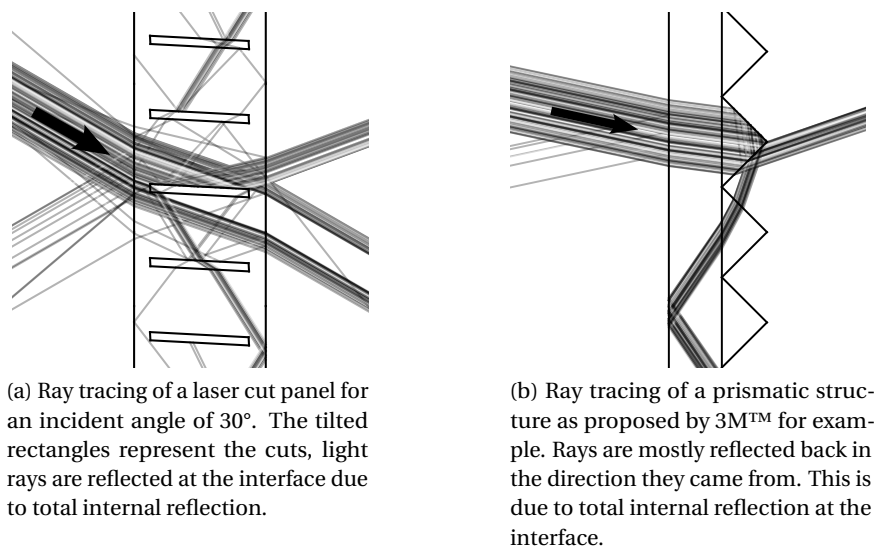 (a) Ray tracing of a laser cut panel for
an incident angle of 30°. The tilted
rectangles represent the cuts, light
rays are reflected at the interface due
to total internal reflection.
(b) Ray tracing of a prismatic struc-
ture as proposed by 3M™ for exam-
ple. Rays are mostly reflected back in
the direction they came from. This is
due to total internal reflection at the
interface.